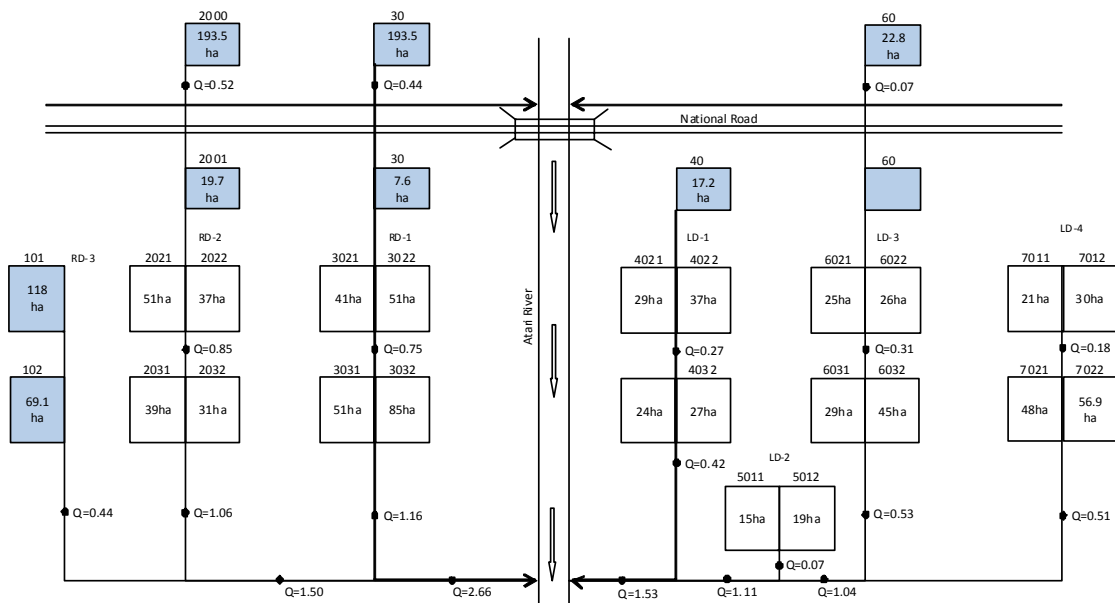 2000
30
60
193.5
ha
193.5
ha
22.8
ha
Q=0.52
Q=0.44
Q=0.07
National Road
2001
30
40
60
19.7
ha
7.6
ha
17.2
ha
RD-2
RD-1
LD-1
LD-3
LD-4
101
RD-3
2021
2022
3021
3022
4021
4022
6021
6022
7011
7012
118
ha
51ha
37ha
41ha
51ha
29ha
37ha
25ha
26ha
21ha
30ha
Atari River
Q=0.85
Q=0.75
Q=0.27
Q=0.31
Q=0.18
102
2031
2032
3031
3032
4032
6031
6032
7021
7022
69.1
ha
39ha
31ha
51ha
85ha
24ha
27ha
29ha
45ha
48ha
56.9
ha
LD-2
Q=0.42
5011
5012
15ha
19ha
Q=0.44
Q=1.06
Q=1.16
Q=0.53
Q=0.51
Q=0.07
Q=1.50
Q=2.66
Q=1.53
Q=1.11
Q=1.04